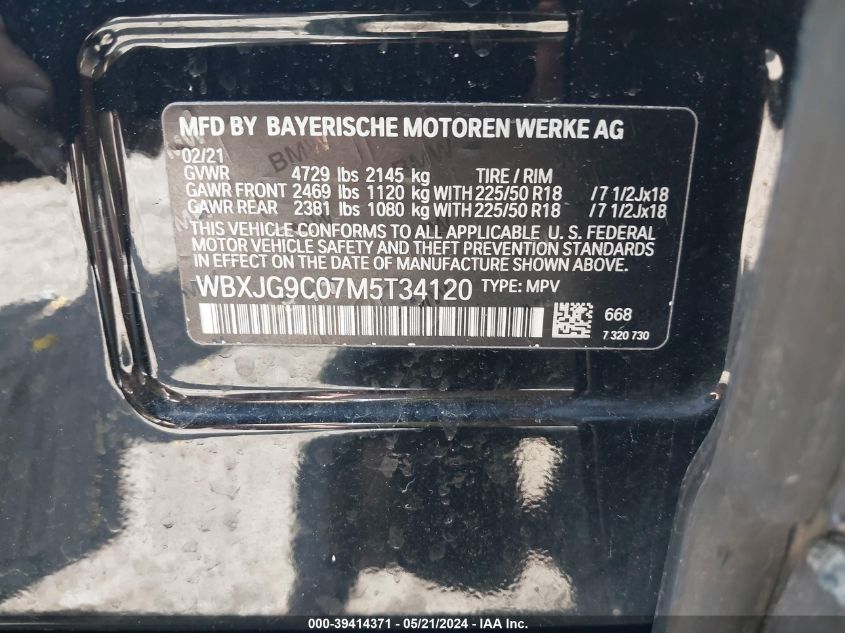 MFD BY BAYERISCHE MOTOREN WERKE AG
02/21
GVWR 4729 lbs 2145 kg TIRE / RIM
GAWR FRONT 2469 lbs 1120 kg WITH 225/50 R18 /7 1/2Jx18
GAWR REAR 2381 lbs 1080 kg WITH 225/50 R18 /7 1/2Jx18
THIS VEHICLE CONFORMS TO ALL APPLICABLE U. S. FEDERAL
MOTOR VEHICLE SAFETY AND THEFT PREVENTION STANDARDS
IN EFFECT ON THE DATE OF MANUFACTURE SHOWN ABOVE.
WBXJG9C07M5T34120 TYPE: MPV
668
7 320 730
000-39414371 - 05/21/2024 - IAA Inc.